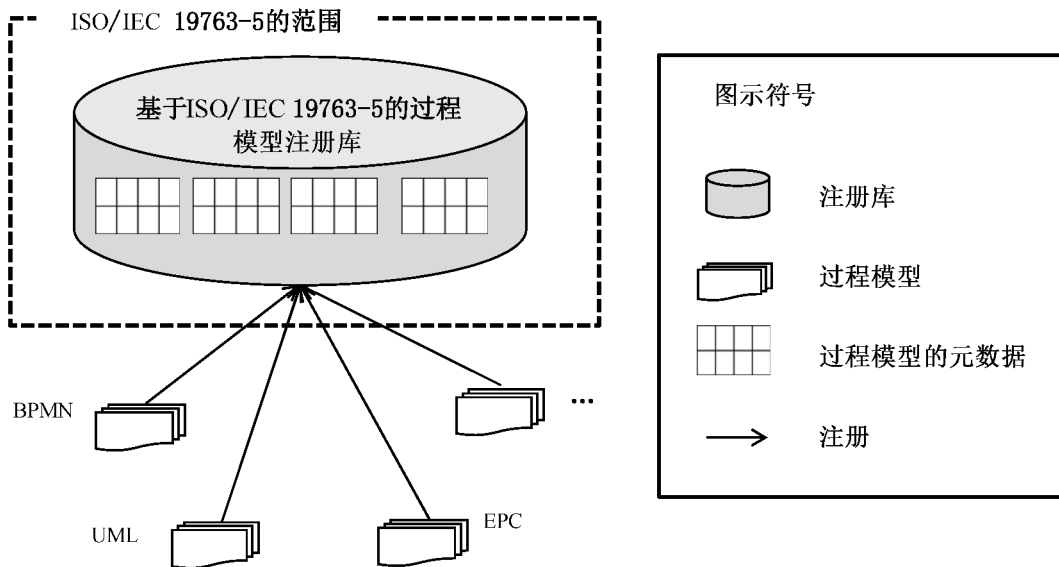 ISO/IEC 19763-5的范围
基于ISO/IEC 19763-5的过程
模型注册库
BPMN
...
UML
EPC
图示符号
注册库
过程模型
过程模型的元数据
注册